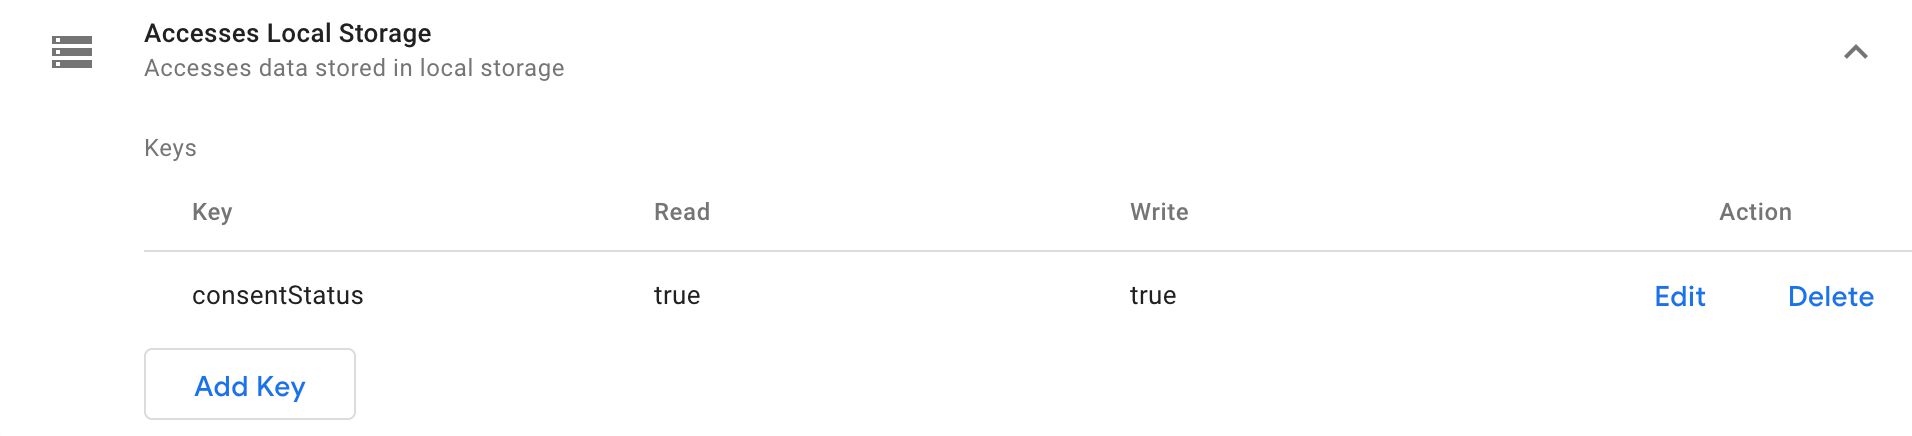 Accesses Local Storage
Accesses data stored in local storage
Keys
Key Read Write Action
consentStatus true true Edit Delete
Add Key